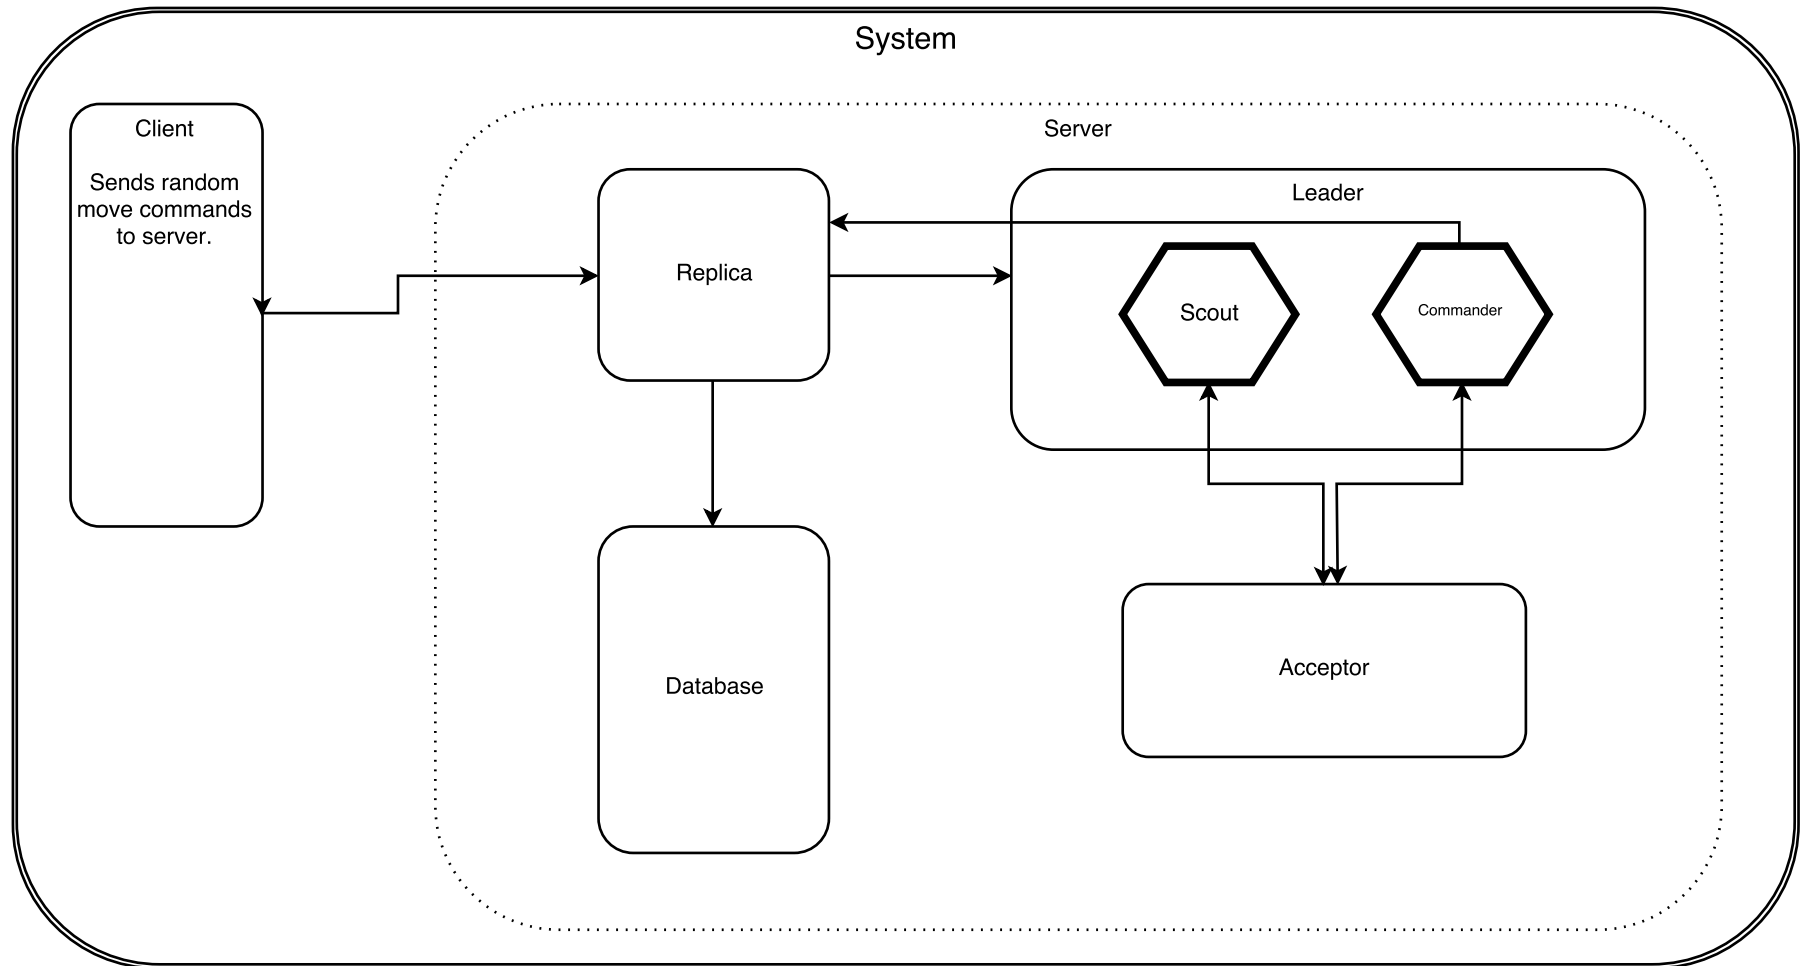 System
Client
Sends random
move commands
to server.
Server
Replica
Leader
Scout
Commander
Database
Acceptor